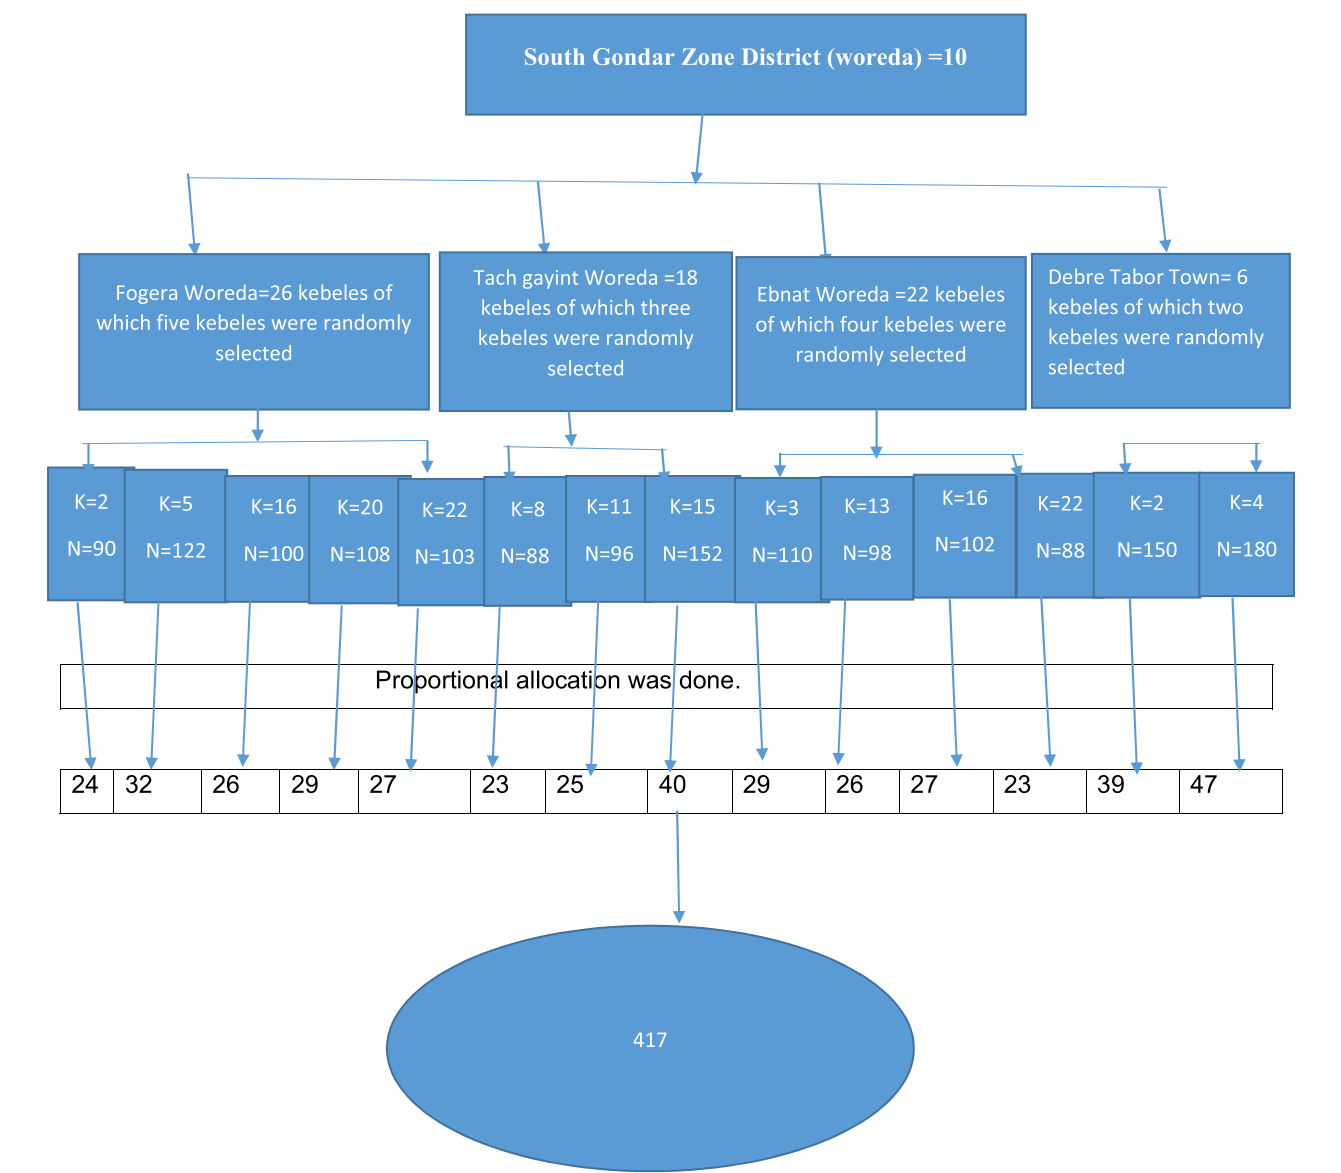 South Gondar Zone District (woreda) =10
Fogera Woreda=26 kebeles of
which five kebeles were randomly
selected
Tach gayint Woreda =18
kebeles of which three
kebeles were randomly
selected
Ebnat Woreda =22 kebeles
of which four kebeles were
randomly selected
Debre Tabor Town= 6
kebeles of which two
kebeles were randomly
selected
K=2
N=90
K=5
N=122
K=16
N=100
K=20
N=108
K=22
N=103
K=8
N=88
K=11
N=96
K=15
N=152
K=3
N=110
K=13
N=98
K=16
N=102
K=22
N=88
K=2
N=150
K=4
N=180
Proportional allocation was done.
24 32 26 29 27 23 25 40 29 26 27 23 39 47
417